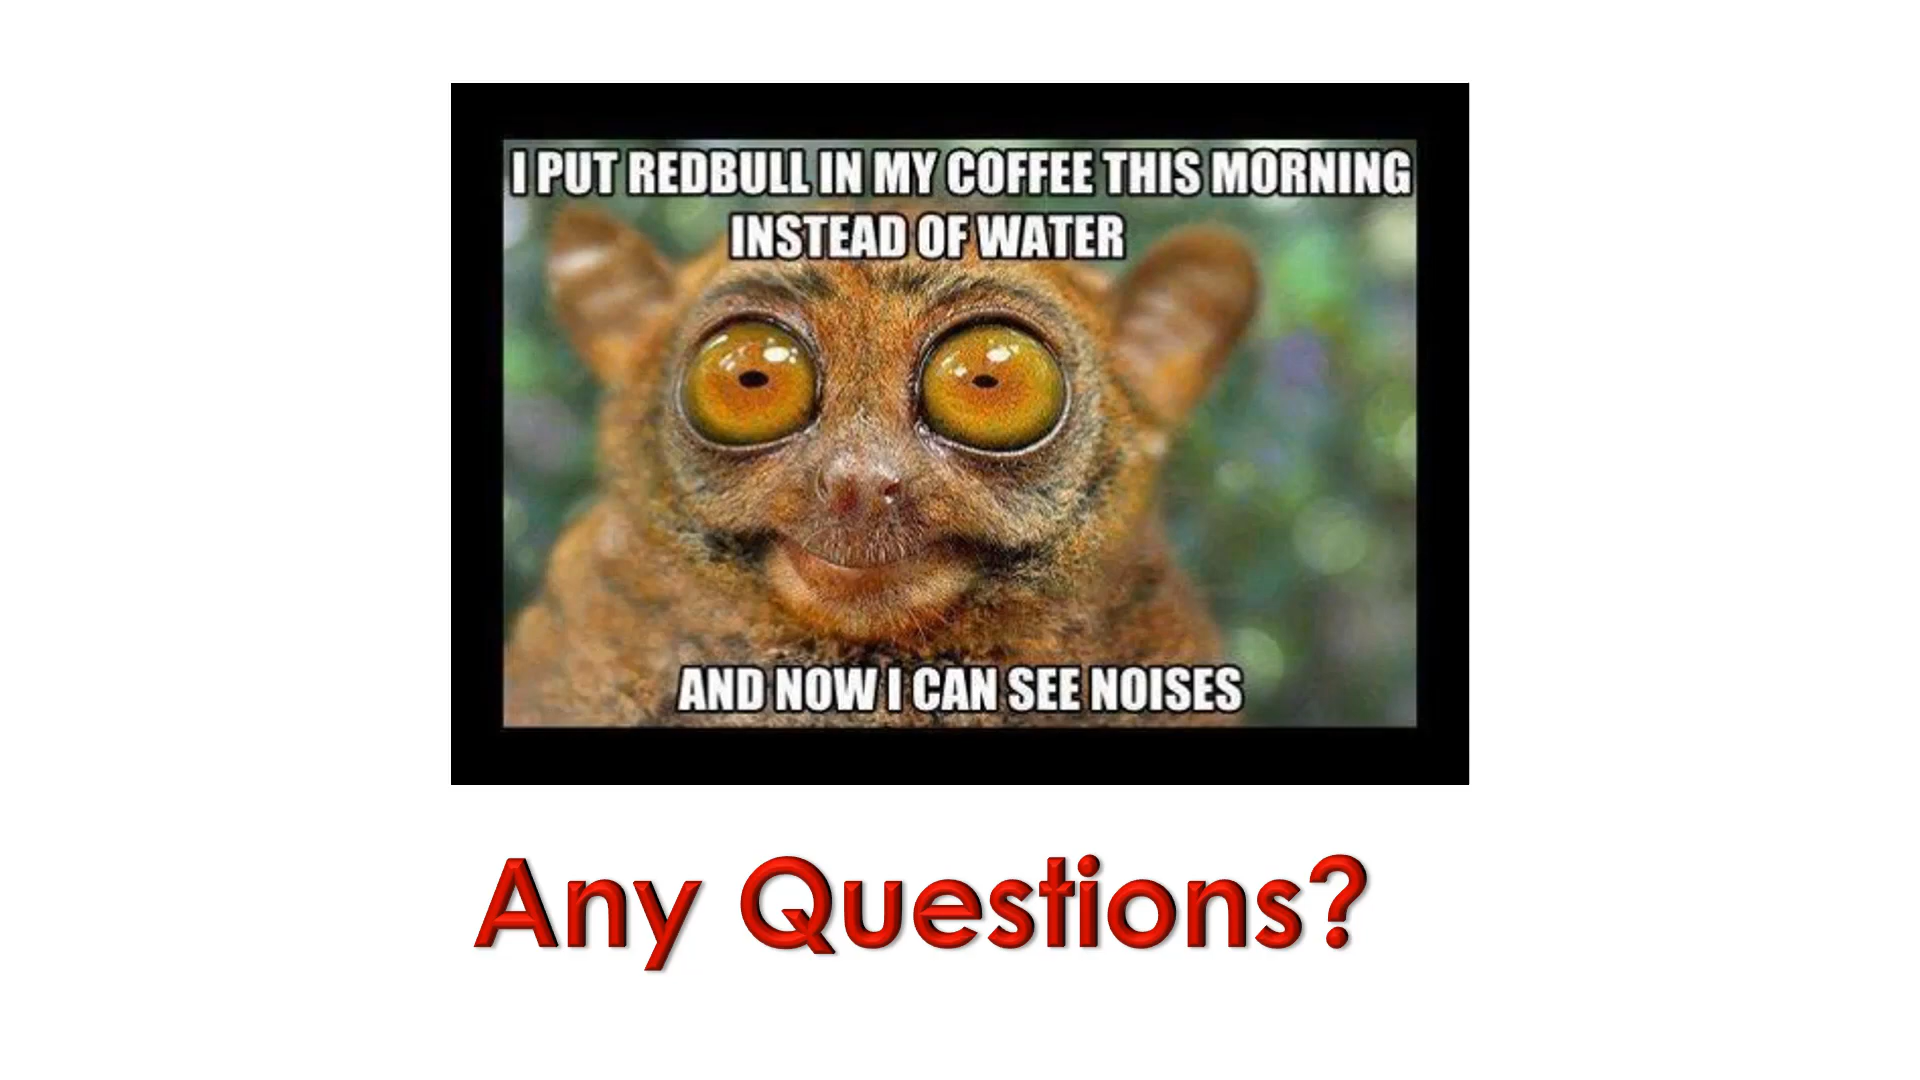 I PUT REDBULL IN MY COFFEE THIS MORNING
INSTEAD OF WATER
AND NOW I CAN SEE NOISES
Any Questions?